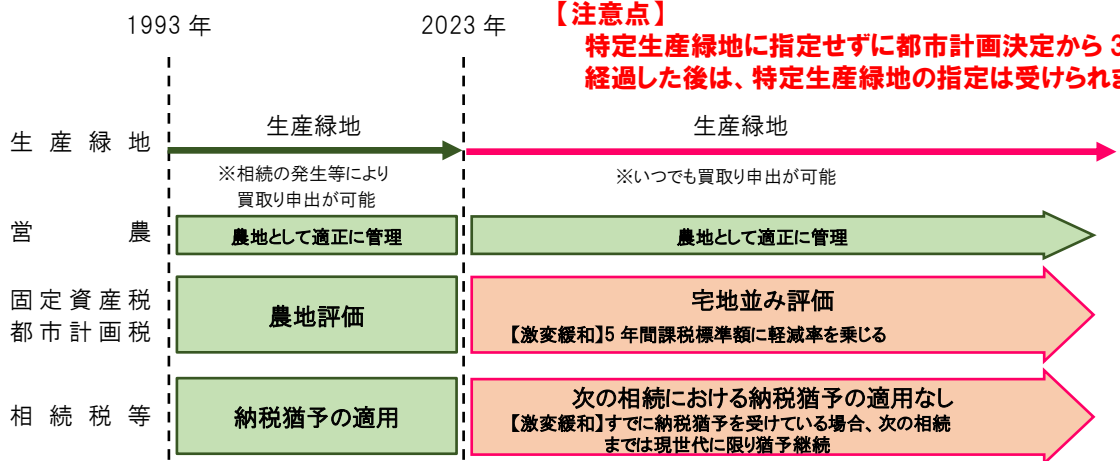 1993 年
2023 年
【注意点】
特定生産緑地に指定せずに都市計画決定から 3
経過した後は、特定生産緑地の指定は受けられま
生産緑地
生産緑地
生産緑地
※相続の発生等により
買取り申出が可能
※いつでも買取り申出が可能
営農
農地として適正に管理
農地として適正に管理
固定資産税
都市計画税
農地評価
宅地並み評価
【激変緩和】5 年間課税標準額に軽減率を乗じる
相続税等
納税猶予の適用
次の相続における納税猶予の適用なし
【激変緩和】すでに納税猶予を受けている場合、次の相続
までは現世代に限り猶予継続